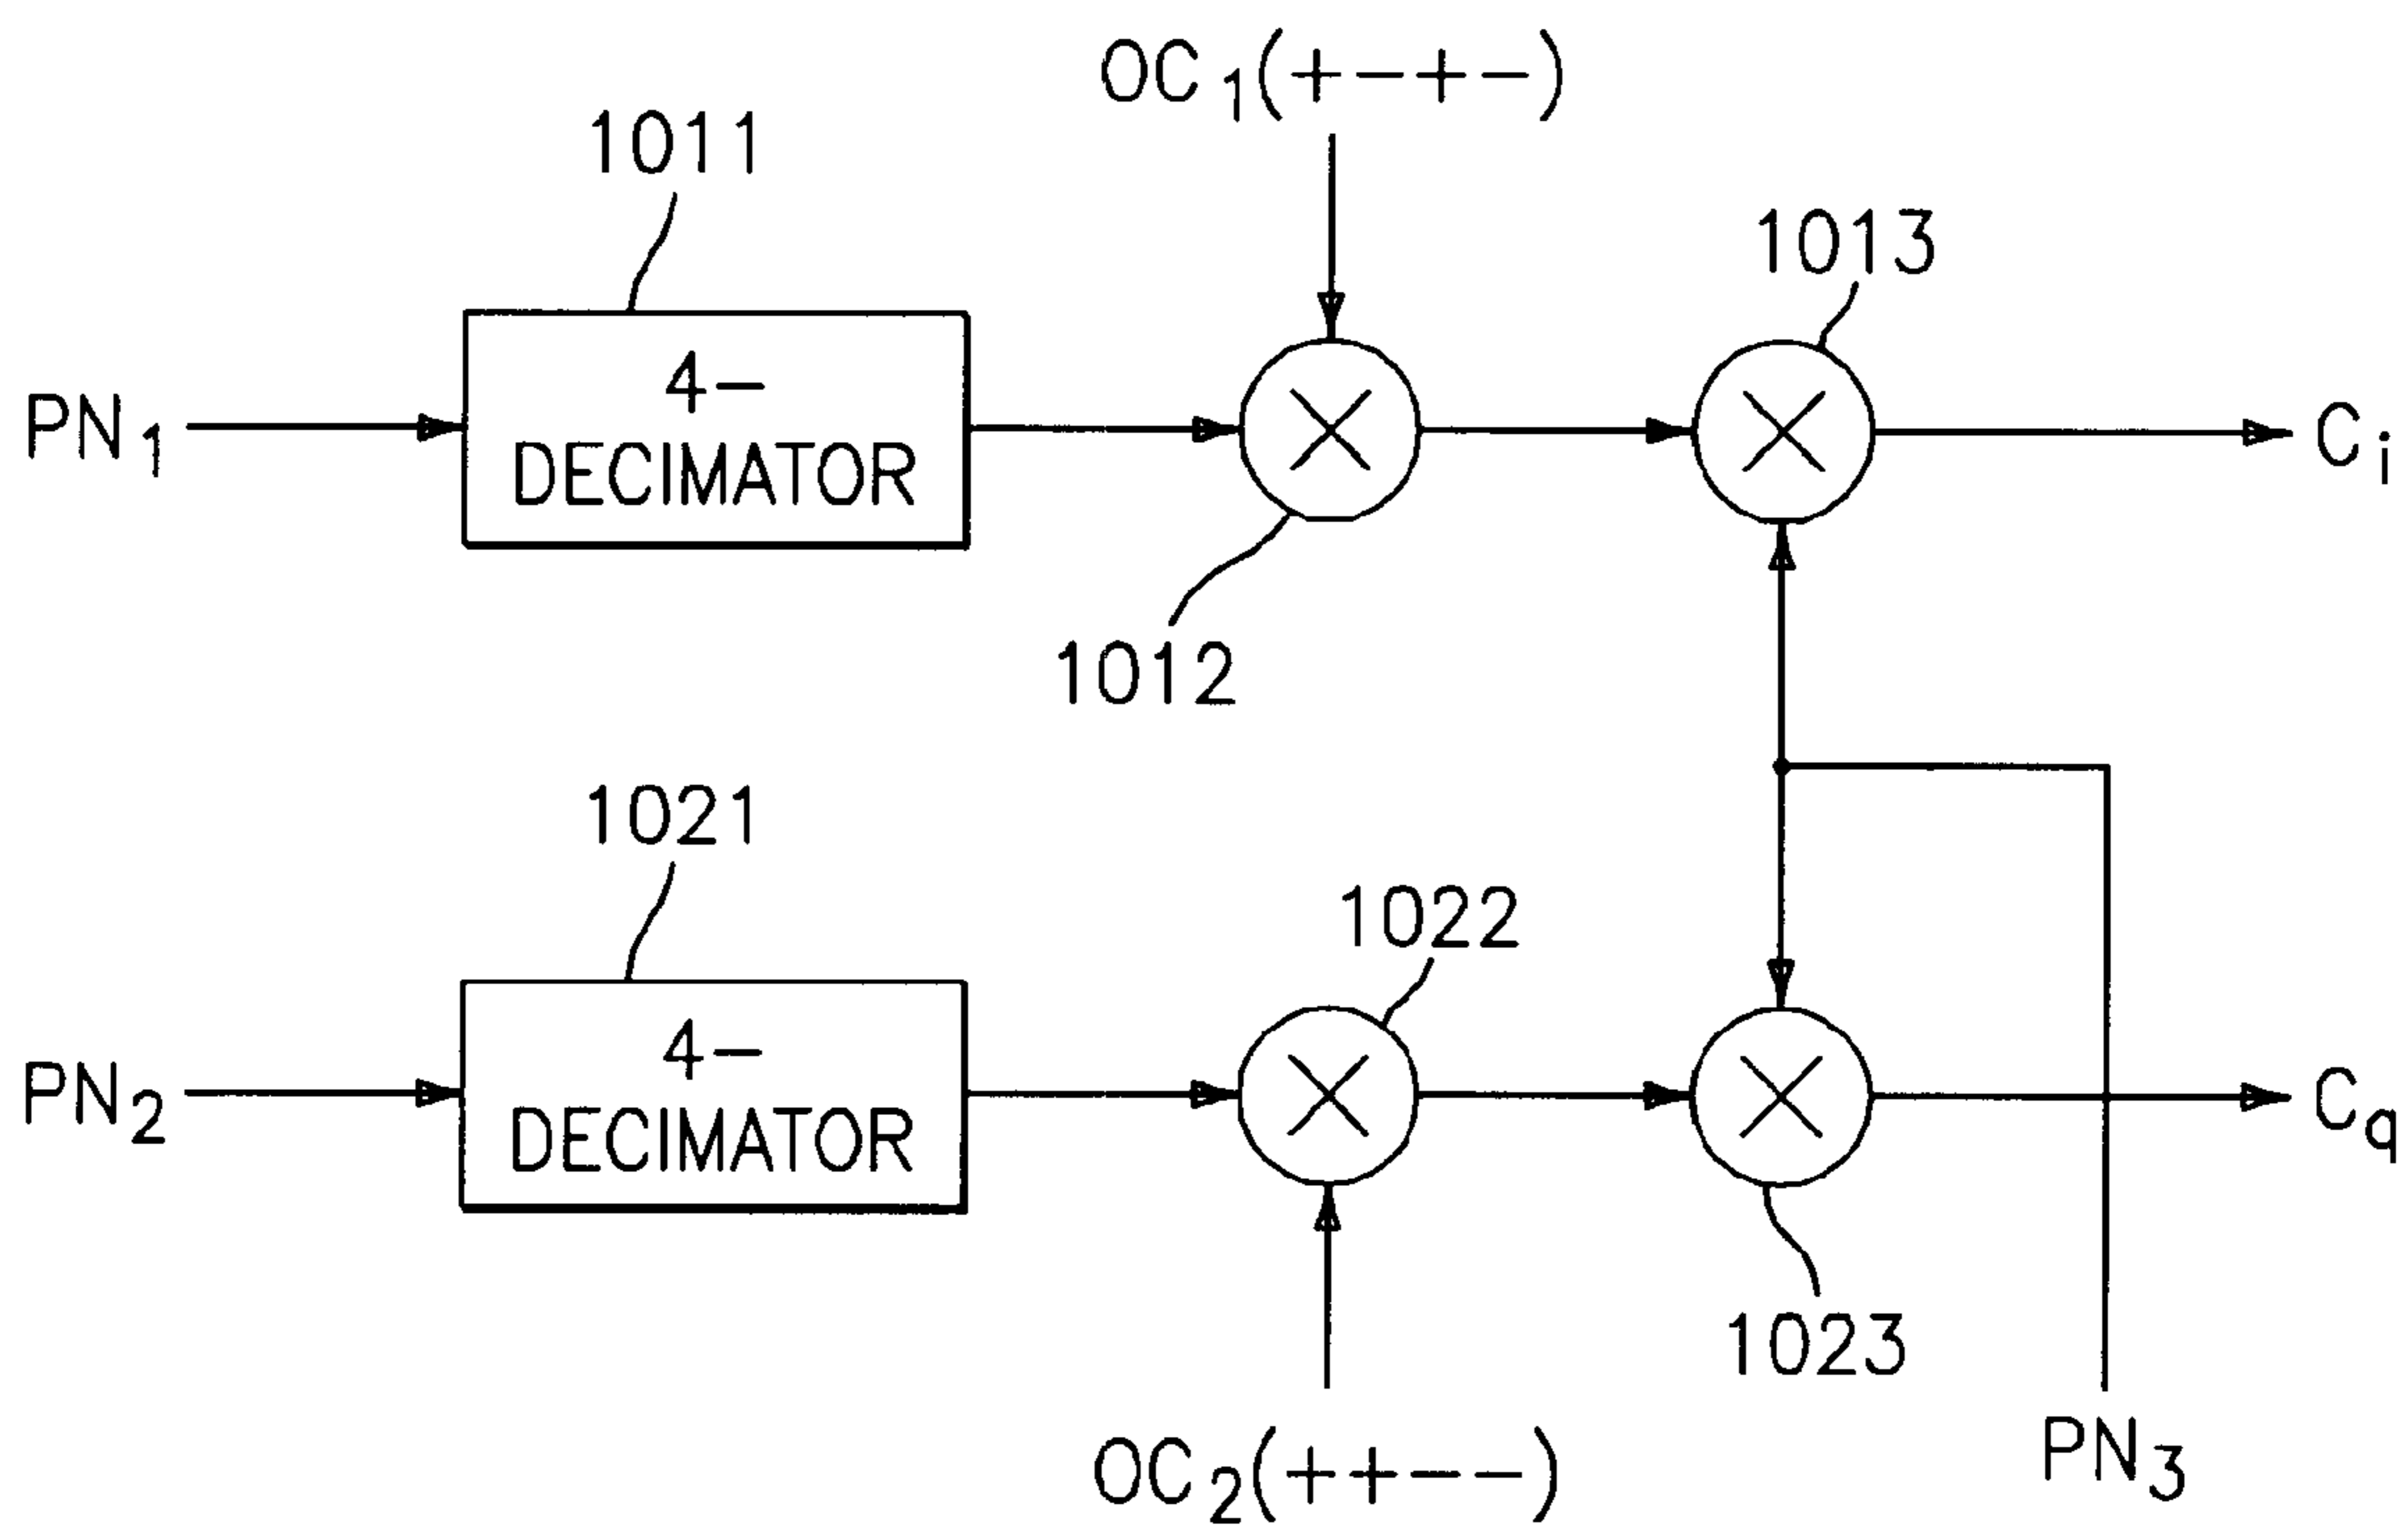 OC1(+-+-)
1011
1013
4-
DECIMATOR
PN1
Ci
1012
1021
1022
4-
DECIMATOR
PN2
Cq
1023
OC2(++--)
PN3